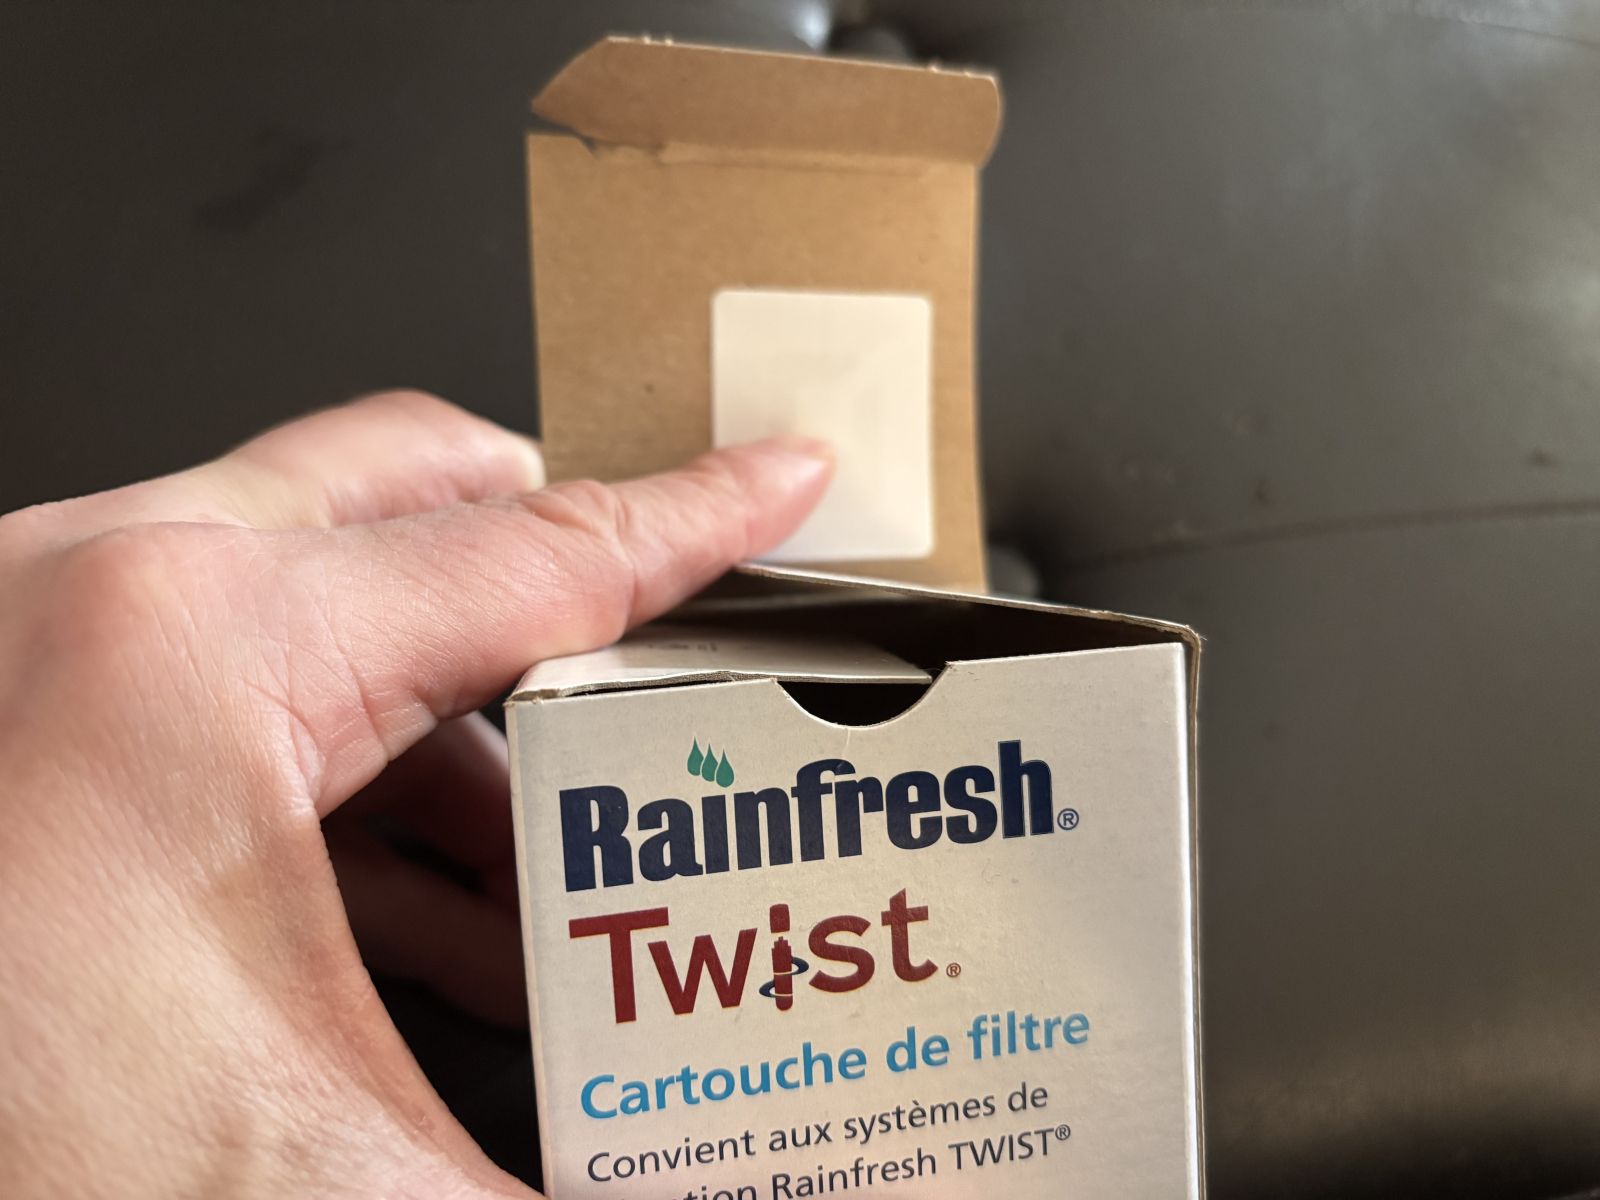 Rainfresh®
Twist®
Cartouche de filtre
Convient aux systèmes de
Rainfresh TWIST®